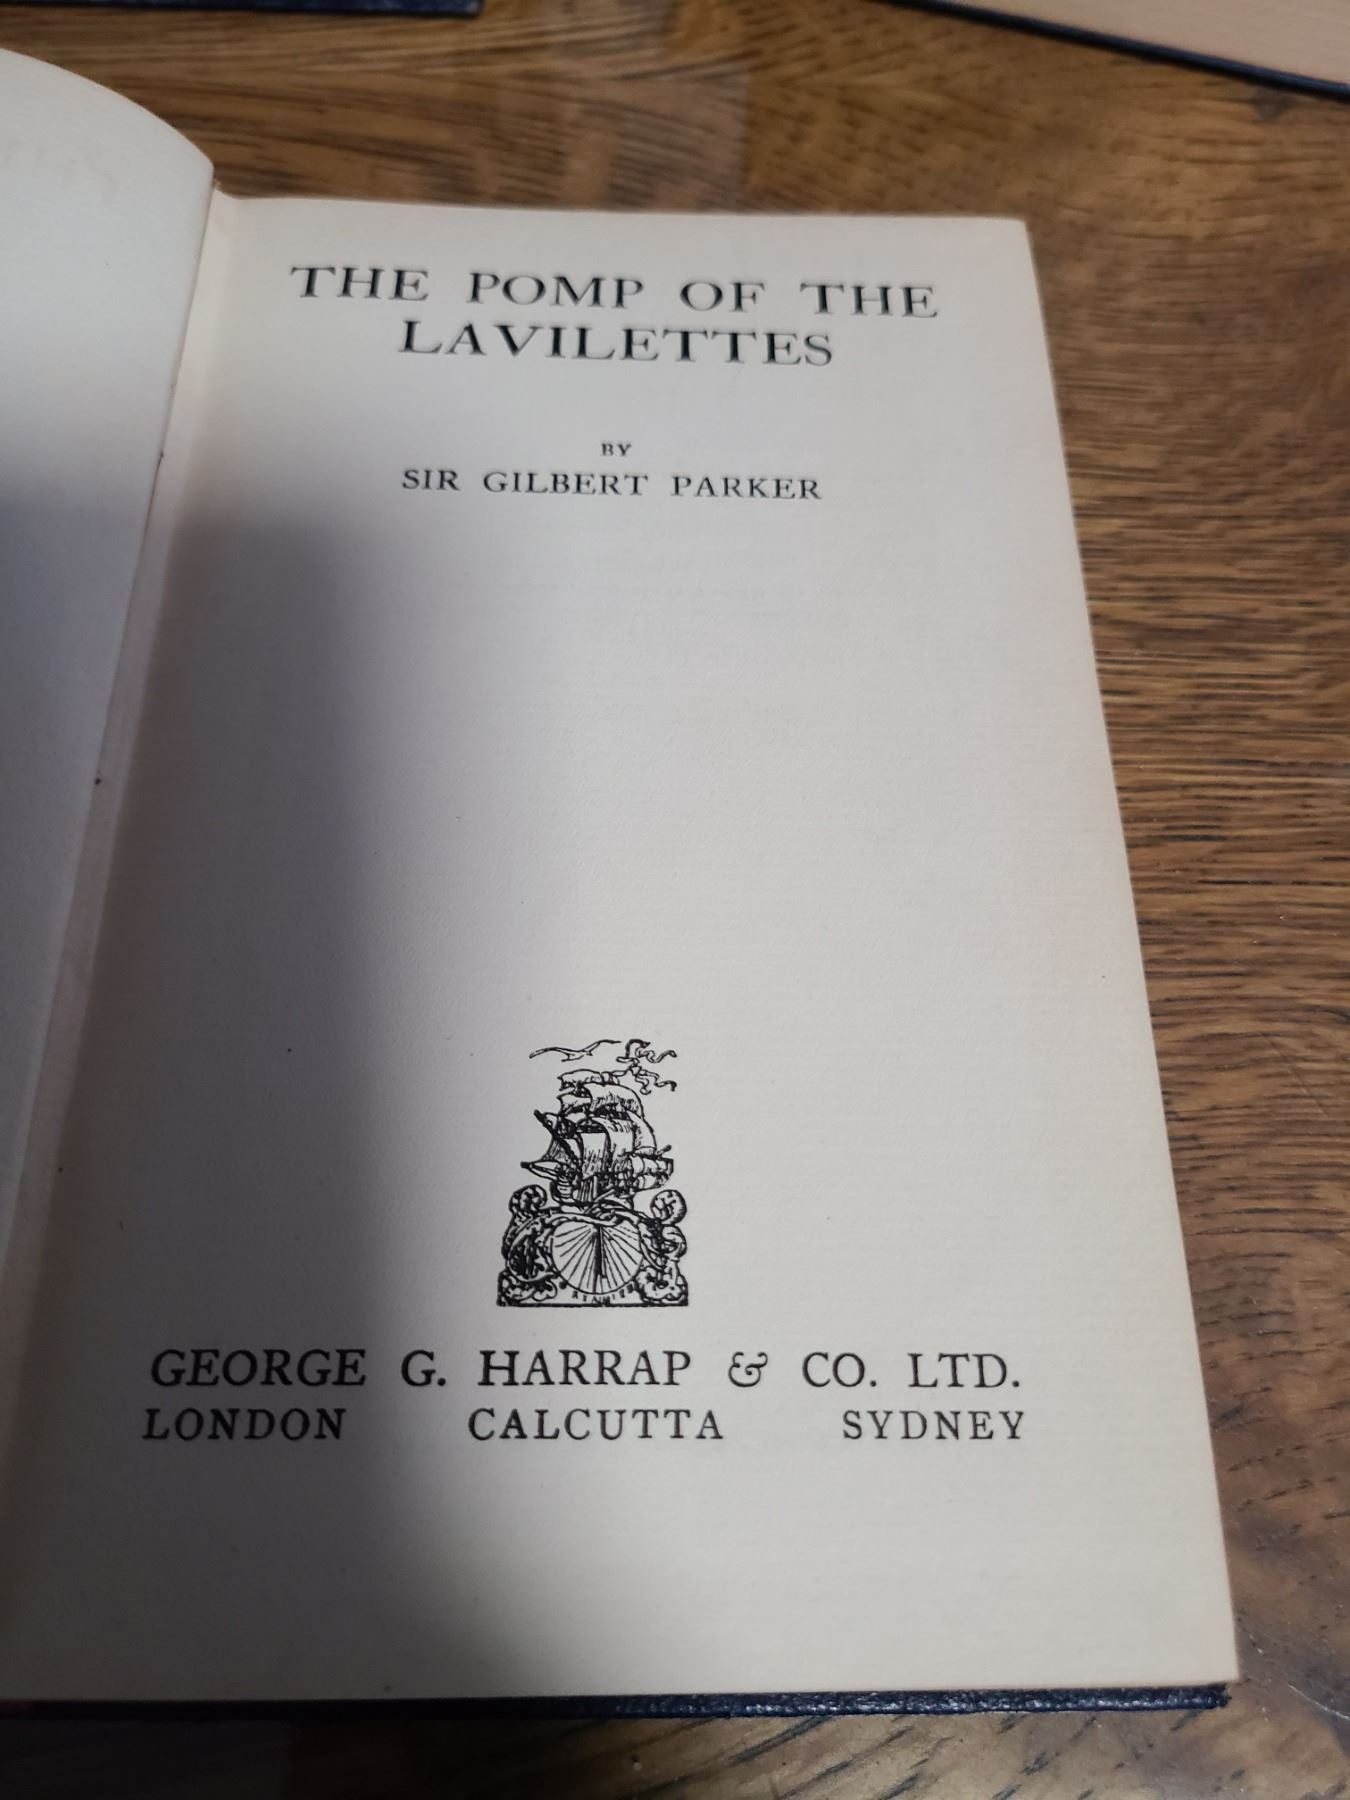 THE POMP OF THE
LAVILETTES
BY
SIR GILBERT PARKER
GEORGE G. HARRAP & CO. LTD.
LONDON CALCUTTA SYDNEY